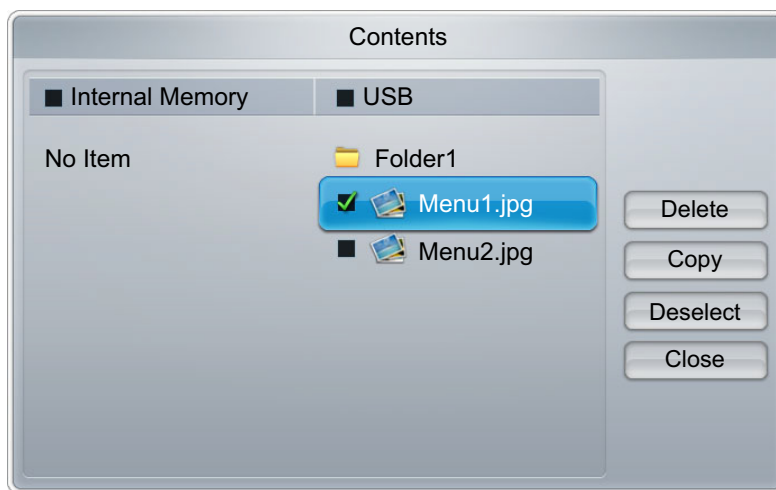 Contents
Internal Memory
USB
No Item
Folder1
Menu1.jpg
Menu2.jpg
Delete
Copy
Deselect
Close